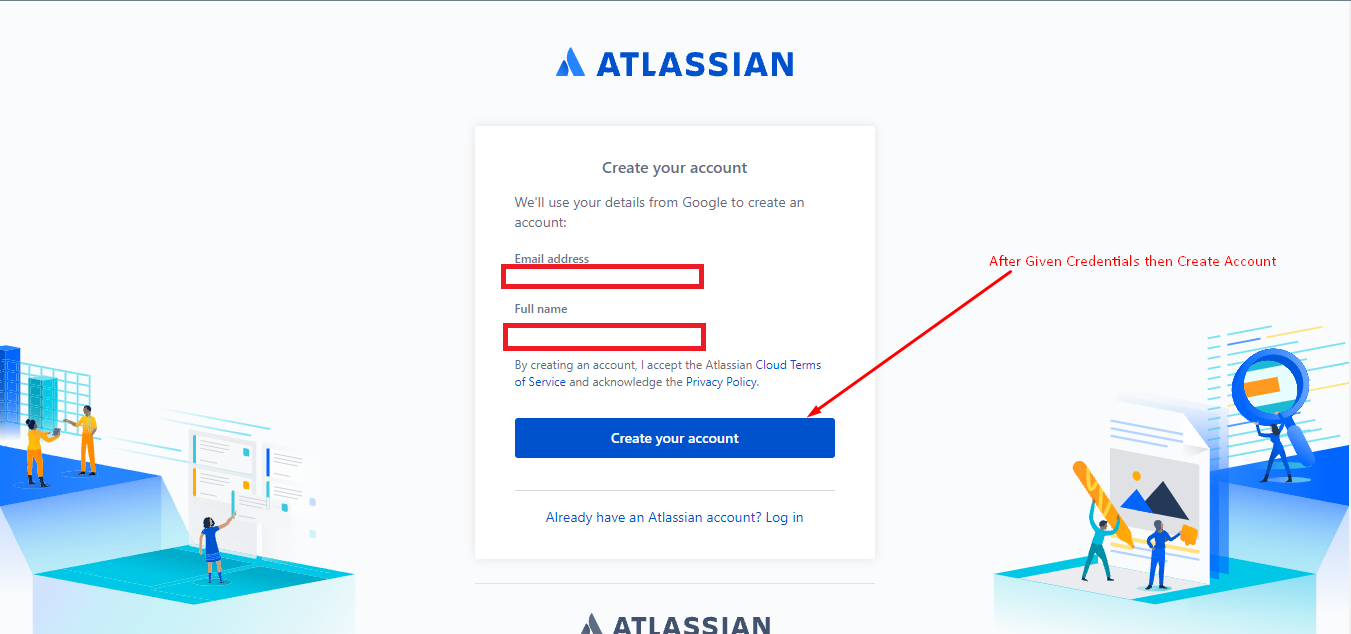 ATLASSIAN
Create your account
We'll use your details from Google to create an
account:
Email address
Full name
By creating an account, I accept the Atlassian Cloud Terms
of Service and acknowledge the Privacy Policy.
Create your account
Already have an Atlassian account? Log in
After Given Credentials then Create Account
ATLASSIAN